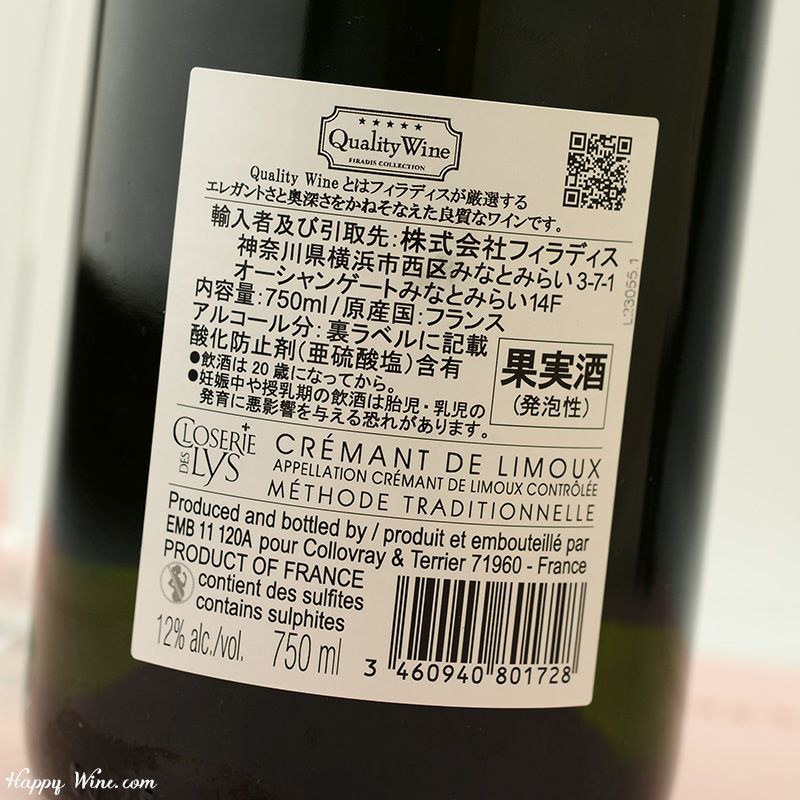 ★★★★★
Quality Wine
FIRADIS COLLECTION
Quality Wine とはフィラディスが厳選する
エレガントさと奥深さをかねそなえた良質なワインです。
輸入者及び引取先：株式会社フィラディス
神奈川県横浜市西区みなとみらい 3-7-1
オーシャンゲートみなとみらい14F
内容量：750ml / 原産国：フランス
アルコール分：裏ラベルに記載
酸化防止剤（亜硫酸塩）含有
●飲酒は 20 歳になってから。
●妊娠中や授乳期の飲酒は胎児・乳児の
発育に悪影響を与える恐れがあります。
果実酒
（発泡性）
L23055.1
CLOSERIE
DES LYS
CRÉMANT DE LIMOUX
APPELLATION CRÉMANT DE LIMOUX CONTRÔLÉE
MÉTHODE TRADITIONNELLE
Produced and bottled by / produit et embouteillé par
EMB 11 120A pour Collovray & Terrier 71960 - France
PRODUCT OF FRANCE
contient des sulfites
contains sulphites
12% alc./vol. 750 ml
3 460940 801728
Happy Wine.com